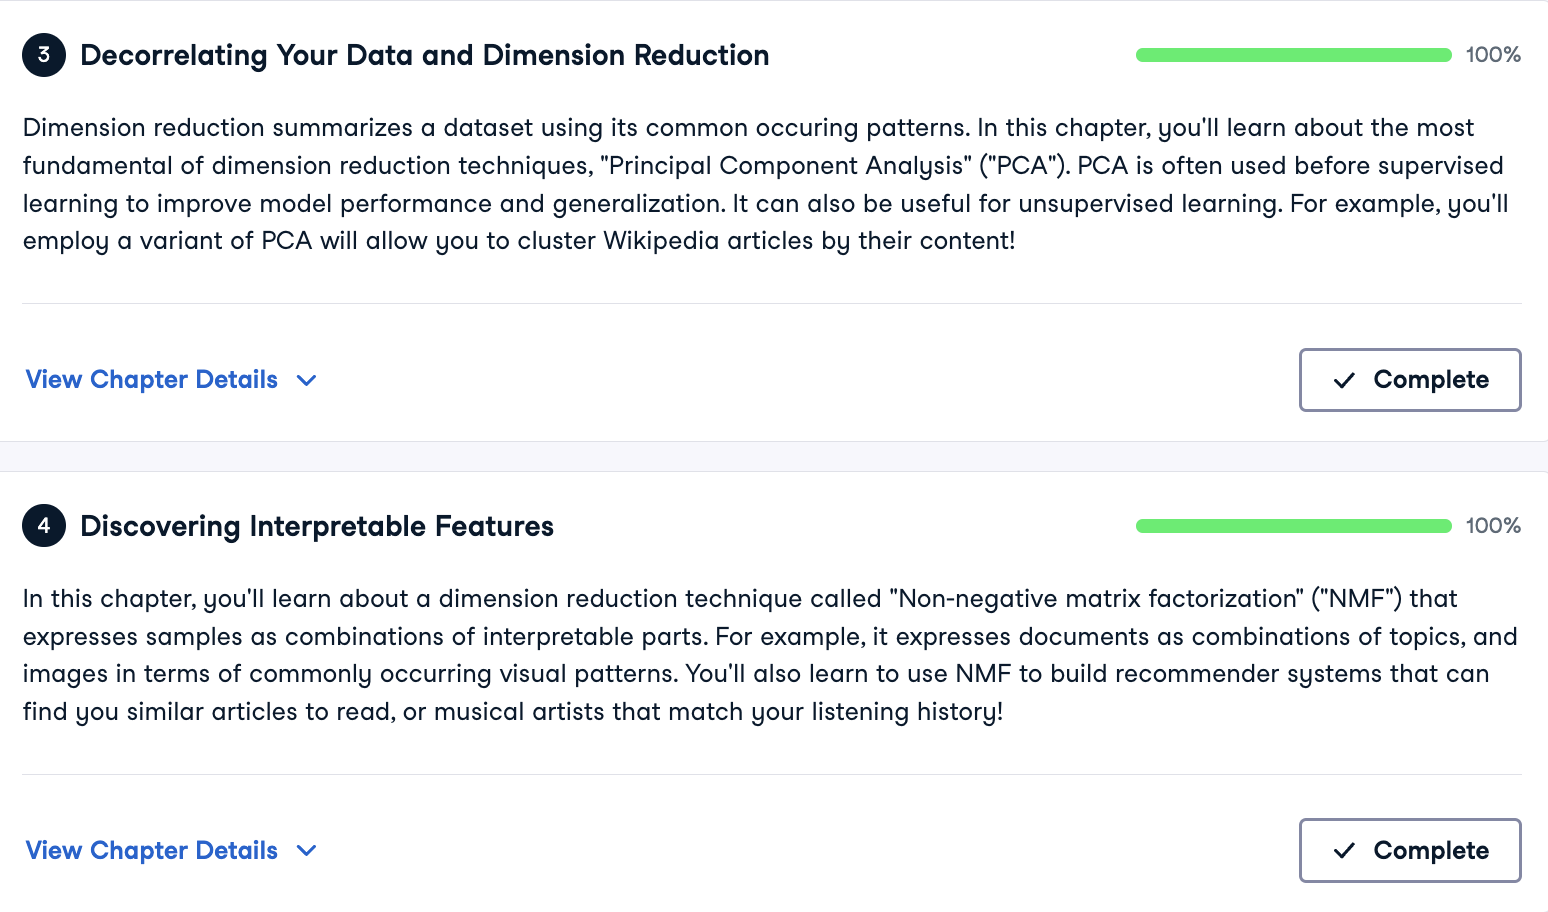 3 Decorrelating Your Data and Dimension Reduction 100%
Dimension reduction summarizes a dataset using its common occuring patterns. In this chapter, you'll learn about the most
fundamental of dimension reduction techniques, "Principal Component Analysis" ("PCA"). PCA is often used before supervised
learning to improve model performance and generalization. It can also be useful for unsupervised learning. For example, you'll
employ a variant of PCA will allow you to cluster Wikipedia articles by their content!
View Chapter Details Complete
4 Discovering Interpretable Features 100%
In this chapter, you'll learn about a dimension reduction technique called "Non-negative matrix factorization" ("NMF") that
expresses samples as combinations of interpretable parts. For example, it expresses documents as combinations of topics, and
images in terms of commonly occurring visual patterns. You'll also learn to use NMF to build recommender systems that can
find you similar articles to read, or musical artists that match your listening history!
View Chapter Details Complete